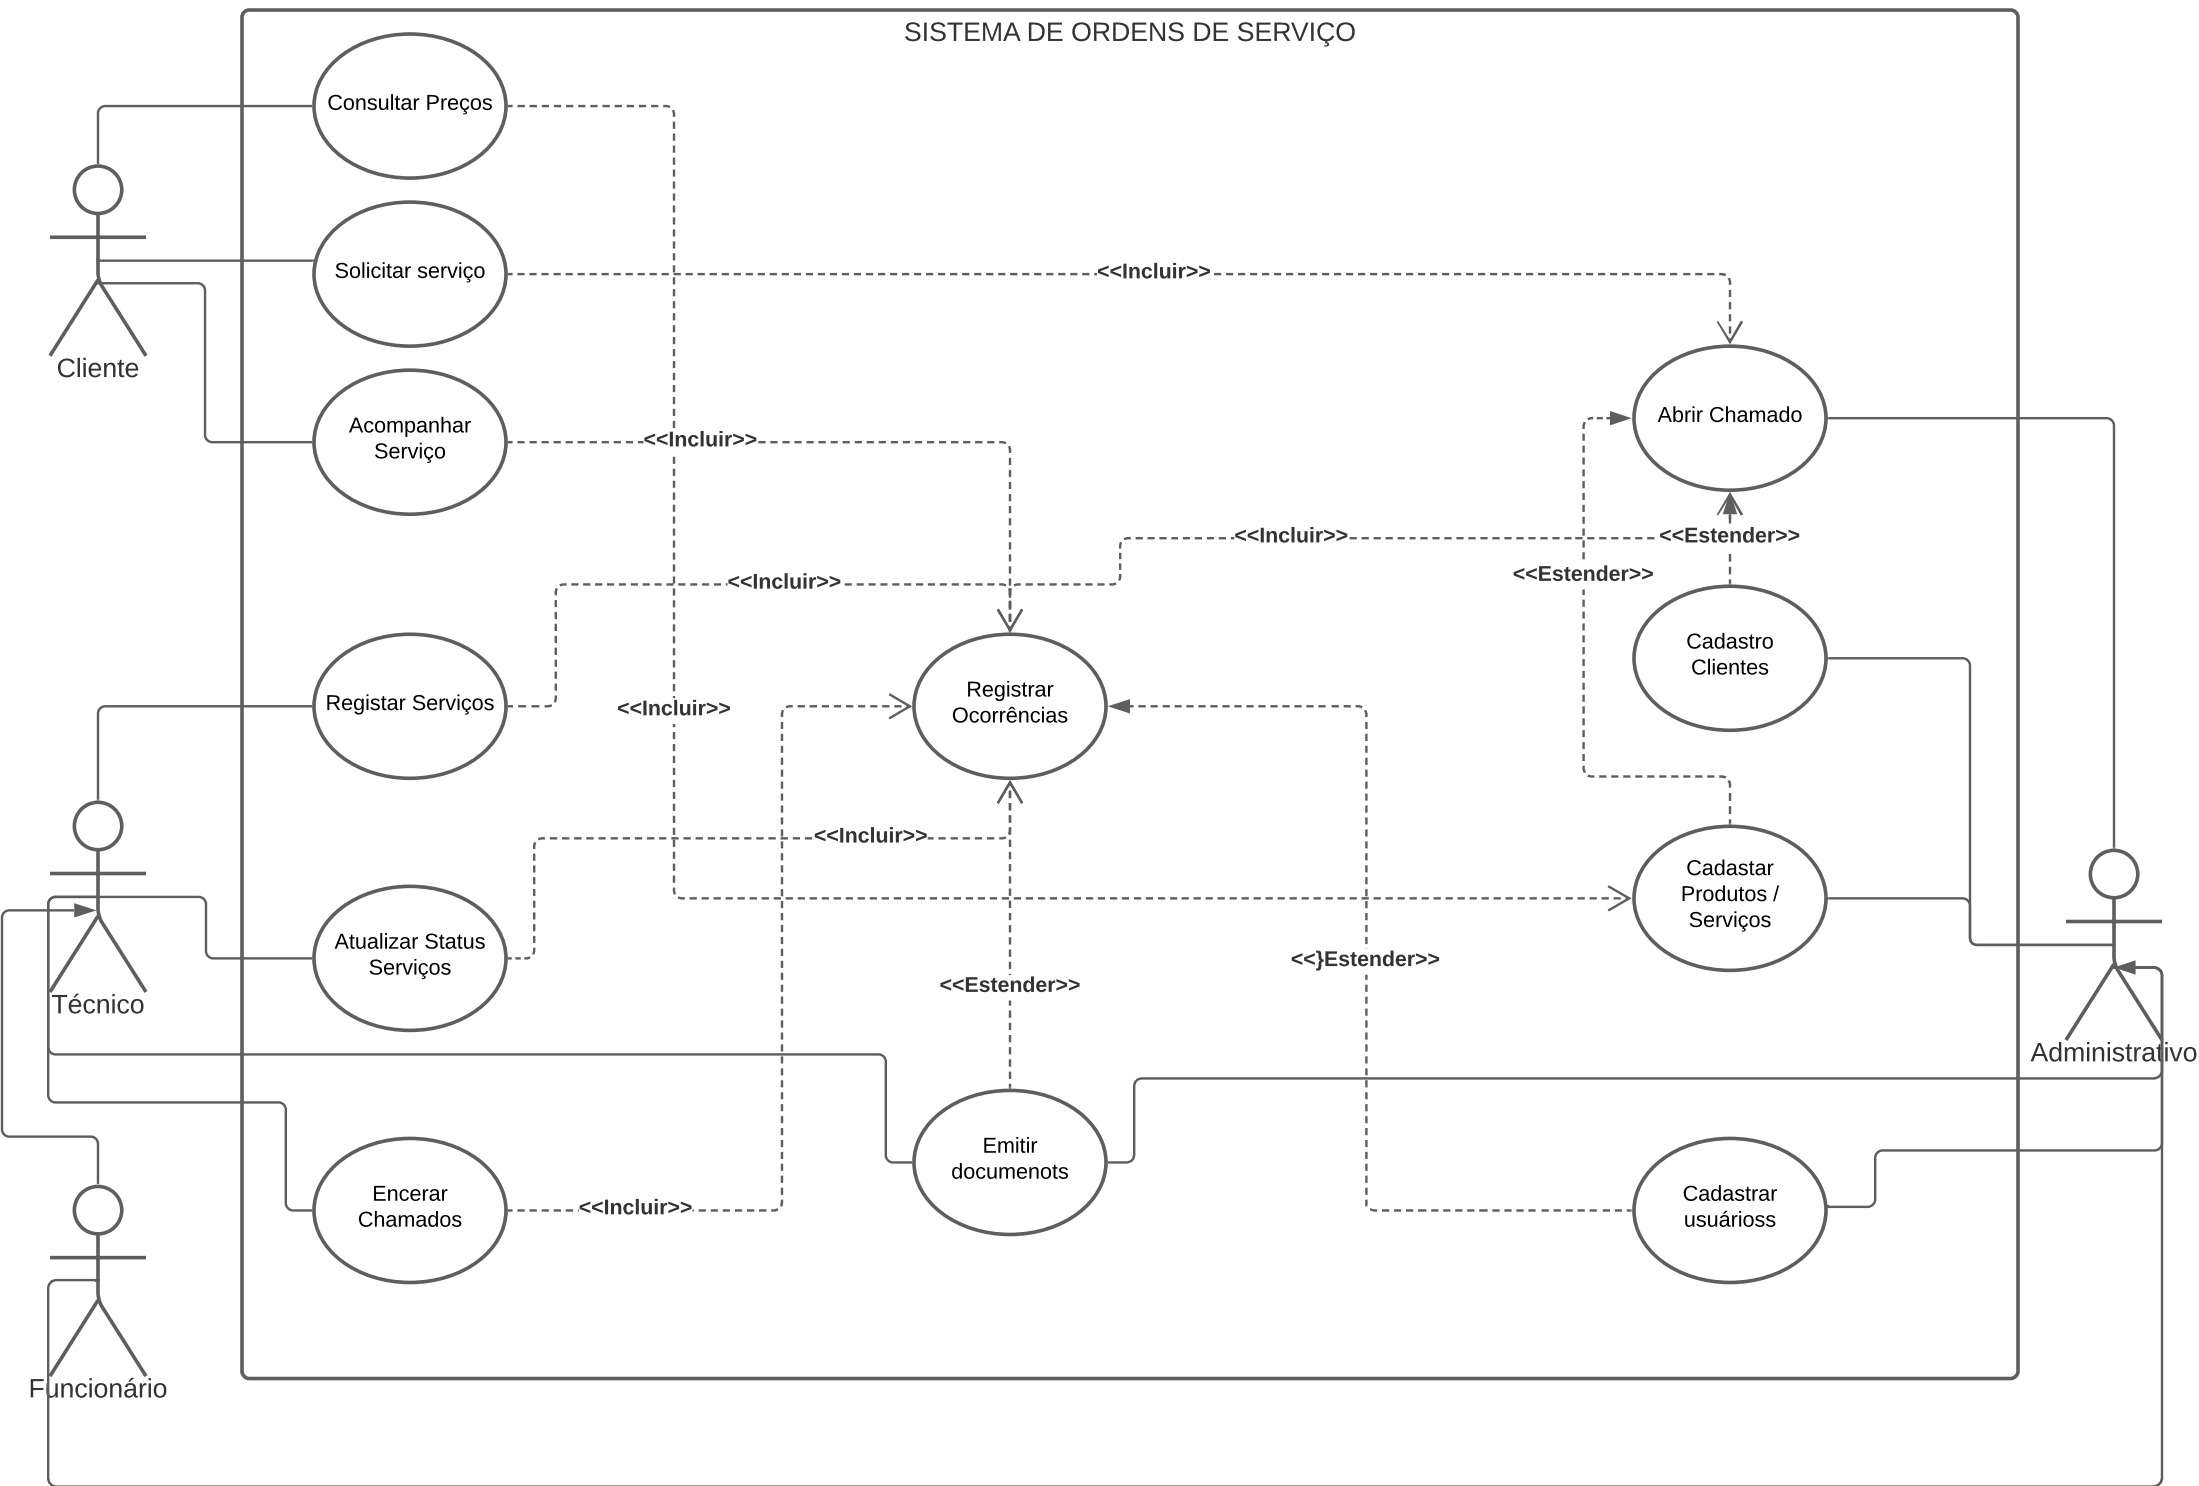 SISTEMA DE ORDENS DE SERVIÇO
Consultar Preços
Solicitar serviço
<<Incluir>>
Cliente
Acompanhar
Serviço
<<Incluir>>
Abrir Chamado
<<Incluir>>
<<Estender>>
<<Incluir>>
<<Estender>>
Cadastro
Clientes
Registar Serviços
<<Incluir>>
Registrar
Ocorrências
<<Incluir>>
Cadastar
Produtos /
Serviços
Atualizar Status
Serviços
<<Estender>>
<<}Estender>>
Técnico
Administrativo
Emitir
documenots
Encerar
Chamados
<<Incluir>>
Cadastrar
usuárioss
Funcionário